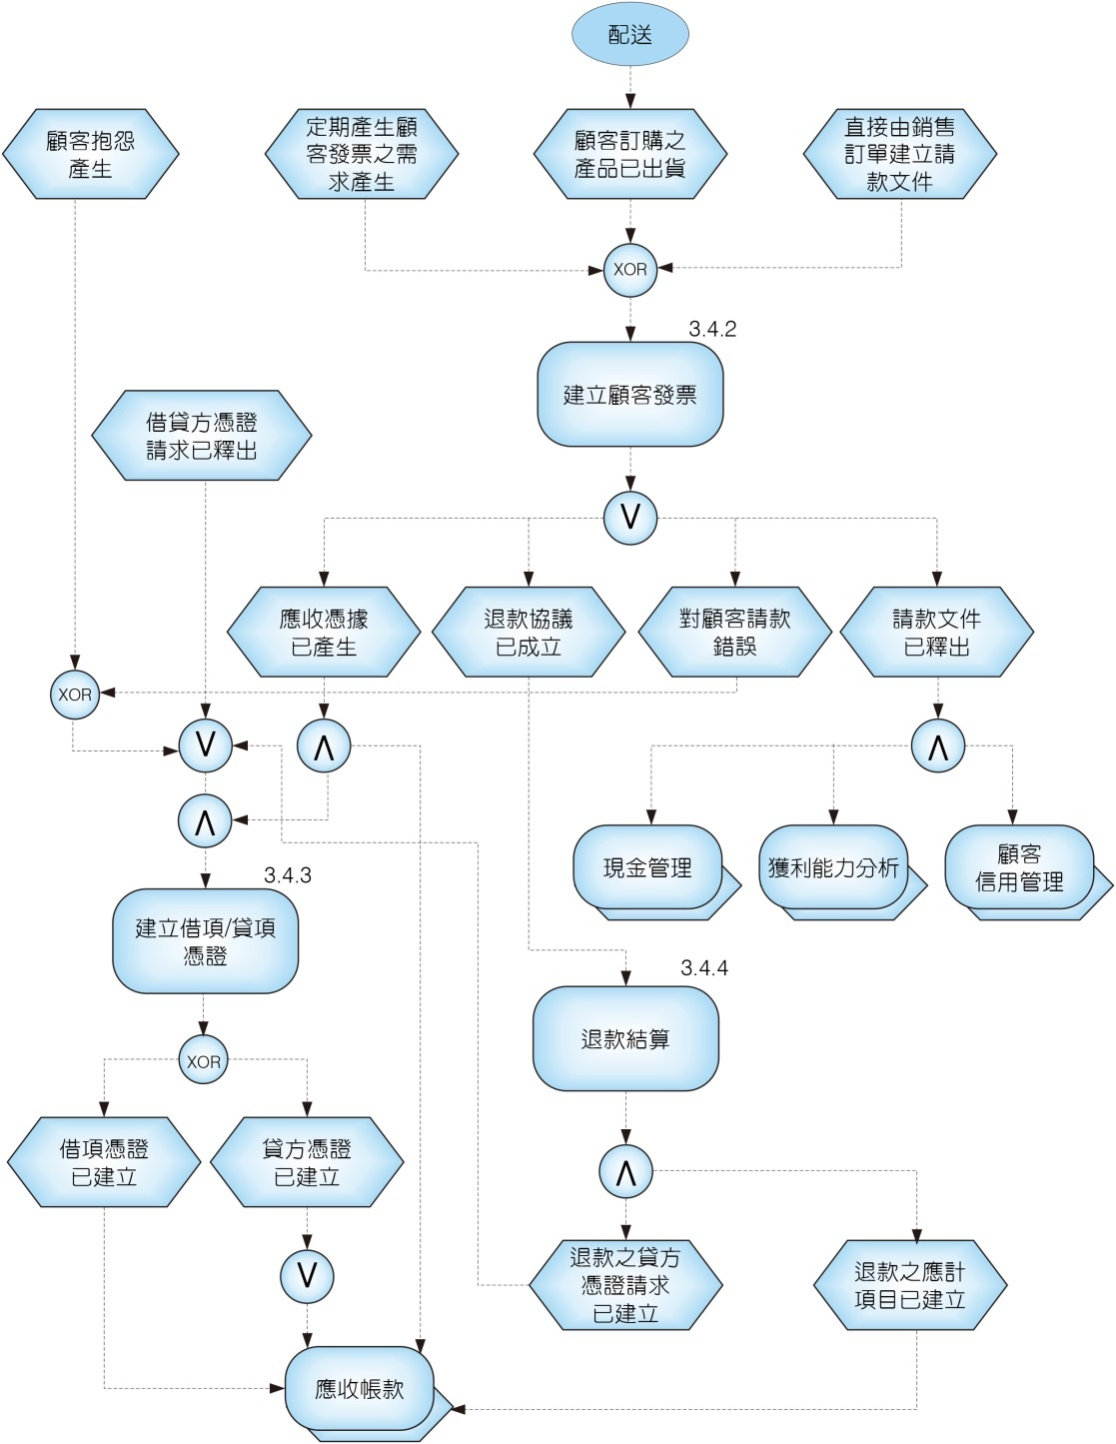 配送
顧客抱怨
產生
定期產生顧
客發票之需
求產生
顧客訂購之
產品已出貨
直接由銷售
訂單建立請
款文件
XOR
3.4.2
建立顧客發票
借貸方憑證
請求已釋出
V
應收憑據
已產生
退款協議
已成立
對顧客請款
錯誤
請款文件
已釋出
XOR
V
Λ
Λ
Λ
現金管理
獲利能力分析
顧客
信用管理
3.4.3
建立借項/貸項
憑證
3.4.4
退款結算
XOR
借項憑證
已建立
貸方憑證
已建立
Λ
V
退款之貸方
憑證請求
已建立
退款之應計
項目已建立
應收帳款